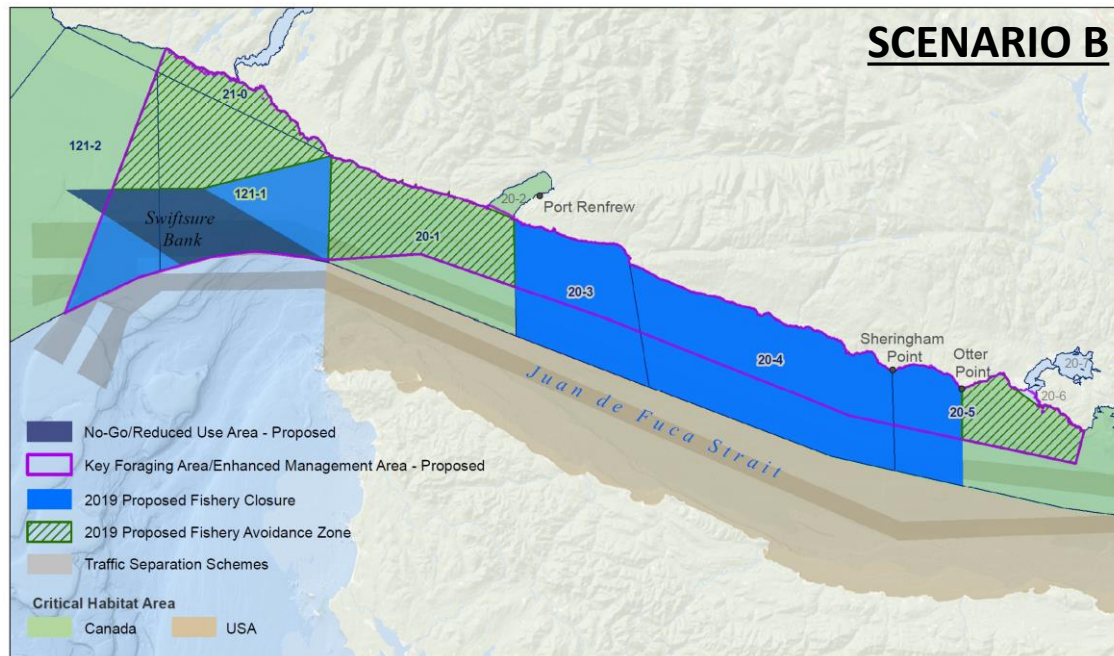 SCENARIO B
21-0
121-2
121-1
Swiftsure
Bank
20-2
Port Renfrew
20-1
20-3
20-4
Sheringham
Point
Otter
Point
20-7
20-6
20-5
Juan de Fuca Strait
No-Go/Reduced Use Area - Proposed
Key Foraging Area/Enhanced Management Area - Proposed
2019 Proposed Fishery Closure
2019 Proposed Fishery Avoidance Zone
Traffic Separation Schemes
Critical Habitat Area
Canada
USA